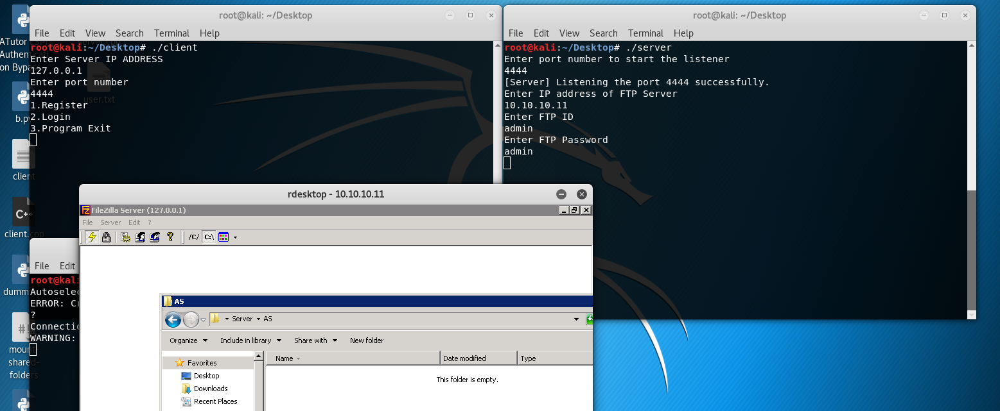 root@kali: ~/Desktop
File Edit View Search Terminal Help
root@kali:~/Desktop# ./client
Enter Server IP ADDRESS
127.0.0.1
Enter port number
4444
1.Register
2.Login
3.Program Exit
root@kali: ~/Desktop
File Edit View Search Terminal Help
root@kali:~/Desktop# ./server
Enter port number to start the listener
4444
[Server] Listening the port 4444 successfully.
Enter IP address of FTP Server
10.10.10.11
Enter FTP ID
admin
Enter FTP Password
admin
ATutor
Authen
on Bypa
user.txt
b.p
client
C++
client.cpp
dumm
#!
moun
shared-
folders
File Edit
root@kal
Autoselec
ERROR: C
?
Connectio
WARNING:
rdesktop - 10.10.10.11
FileZilla Server (127.0.0.1)
File Server Edit ?
/C/ C:\
AS
Server AS
Organize Include in library Share with New folder
Favorites
Desktop
Downloads
Recent Places
Name Date modified Type
This folder is empty.